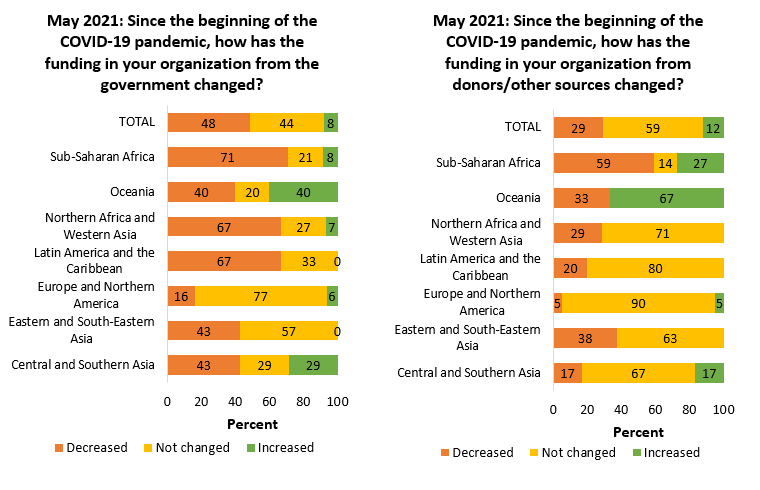 May 2021: Since the beginning of the
COVID-19 pandemic, how has the
funding in your organization from the
government changed?
TOTAL
48 44 8
Sub-Saharan Africa
71 21 8
Oceania
40 20 40
Northern Africa and
Western Asia
67 27 7
Latin America and the
Caribbean
67 33 0
Europe and Northern
America
16 77 6
Eastern and South-Eastern
Asia
43 57 0
Central and Southern Asia
43 29 29
0 20 40 60 80 100
Percent
Decreased Not changed Increased
May 2021: Since the beginning of the
COVID-19 pandemic, how has the
funding in your organization from
donors/other sources changed?
TOTAL
29 59 12
Sub-Saharan Africa
59 14 27
Oceania
33 67
Northern Africa and
Western Asia
29 71
Latin America and the
Caribbean
20 80
Europe and Northern
America
5 90 5
Eastern and South-Eastern
Asia
38 63
Central and Southern Asia
17 67 17
0 20 40 60 80 100
Percent
Decreased Not changed Increased